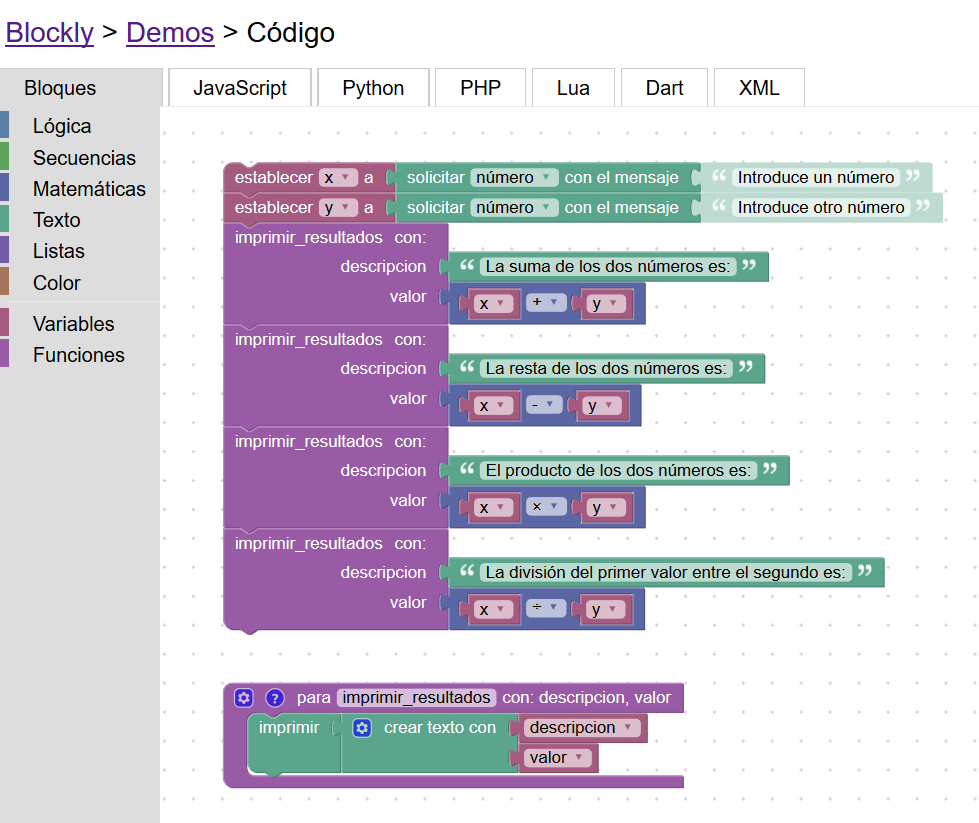 Blockly > Demos > Código
Bloques JavaScript Python PHP Lua Dart XML
Lógica
Secuencias
Matemáticas
Texto
Listas
Color
Variables
Funciones
establecer x ▾ a solicitar número ▾ con el mensaje “ Introduce un número ”
establecer y ▾ a solicitar número ▾ con el mensaje “ Introduce otro número ”
imprimir_resultados con:
descripcion “ La suma de los dos números es: ”
valor x ▾ + ▾ y ▾
imprimir_resultados con:
descripcion “ La resta de los dos números es: ”
valor x ▾ - ▾ y ▾
imprimir_resultados con:
descripcion “ El producto de los dos números es: ”
valor x ▾ × ▾ y ▾
imprimir_resultados con:
descripcion “ La división del primer valor entre el segundo es: ”
valor x ▾ ÷ ▾ y ▾
? para imprimir_resultados con: descripcion, valor
imprimir crear texto con descripcion ▾
valor ▾